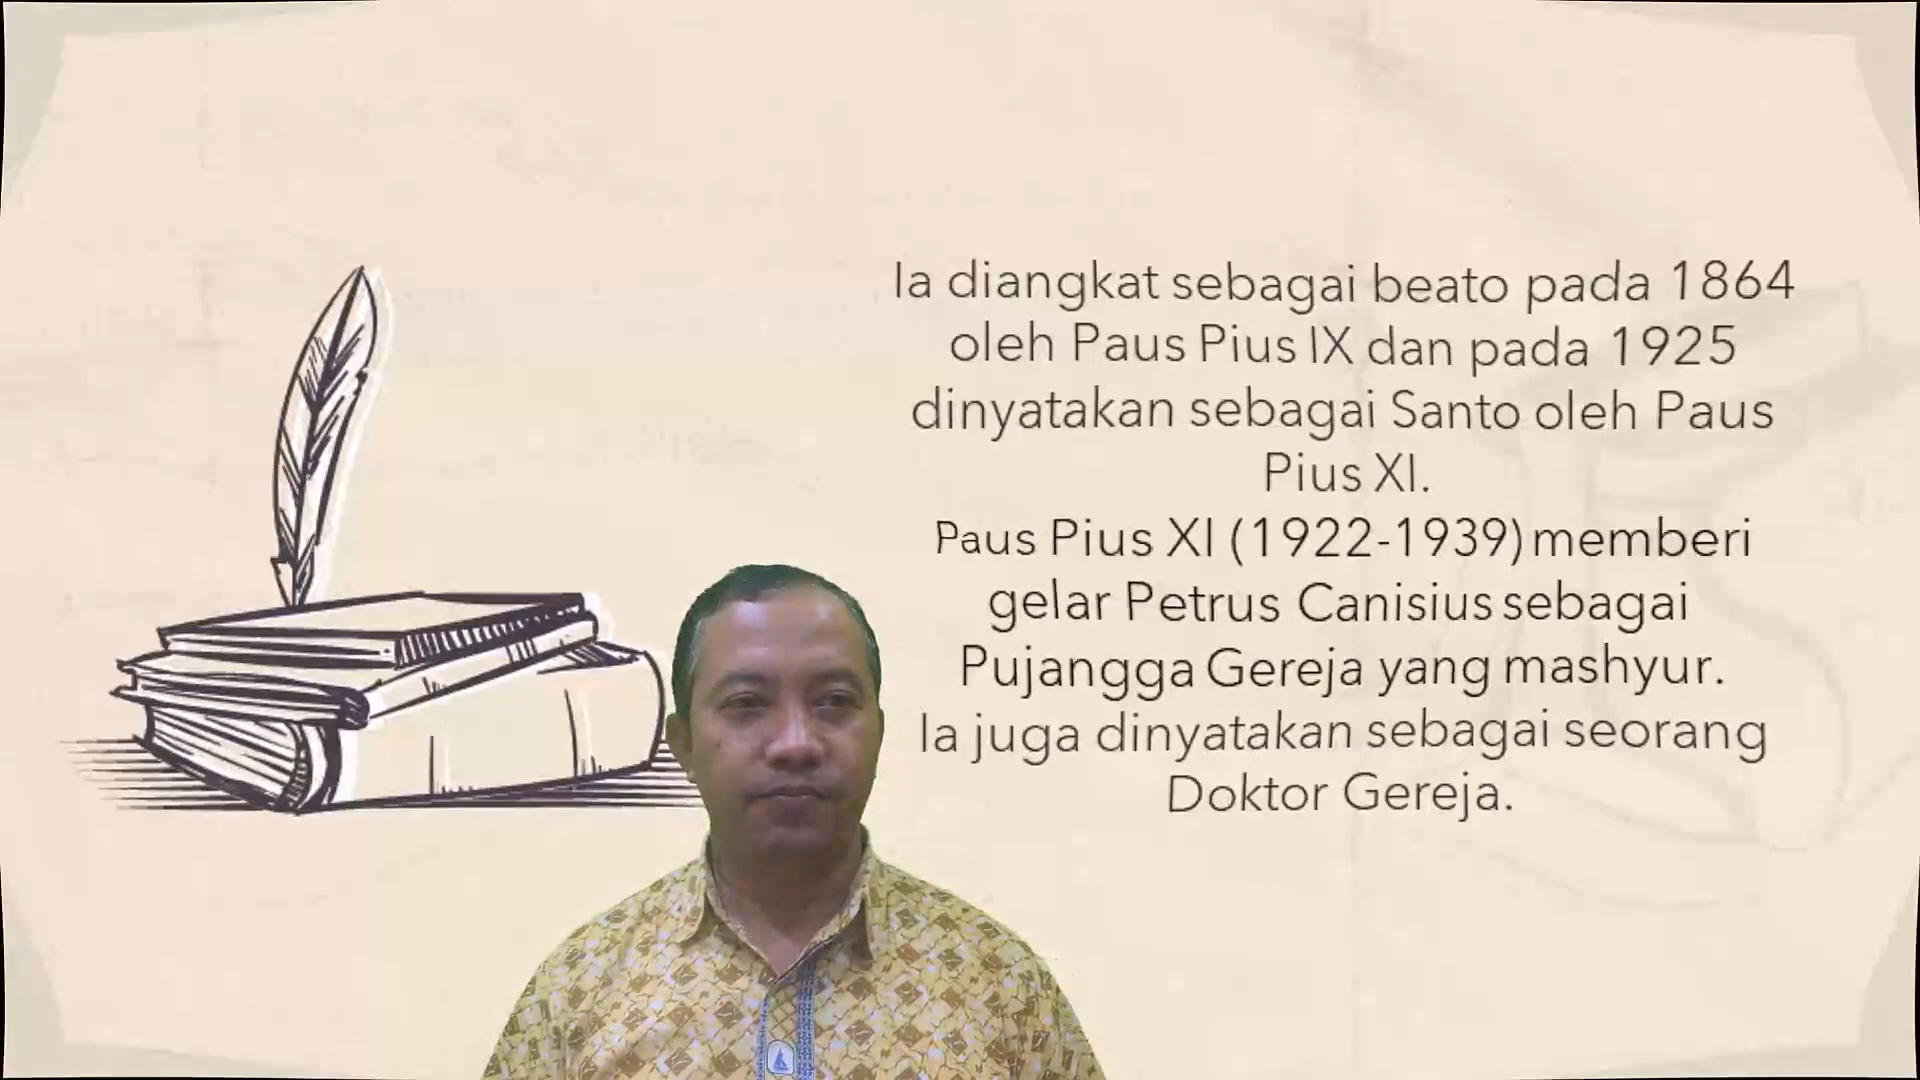 Ia diangkat sebagai beato pada 1864
oleh Paus Pius IX dan pada 1925
dinyatakan sebagai Santo oleh Paus
Pius XI.
Paus Pius XI (1922-1939) memberi
gelar Petrus Canisius sebagai
Pujangga Gereja yang mashyur.
Ia juga dinyatakan sebagai seorang
Doktor Gereja.